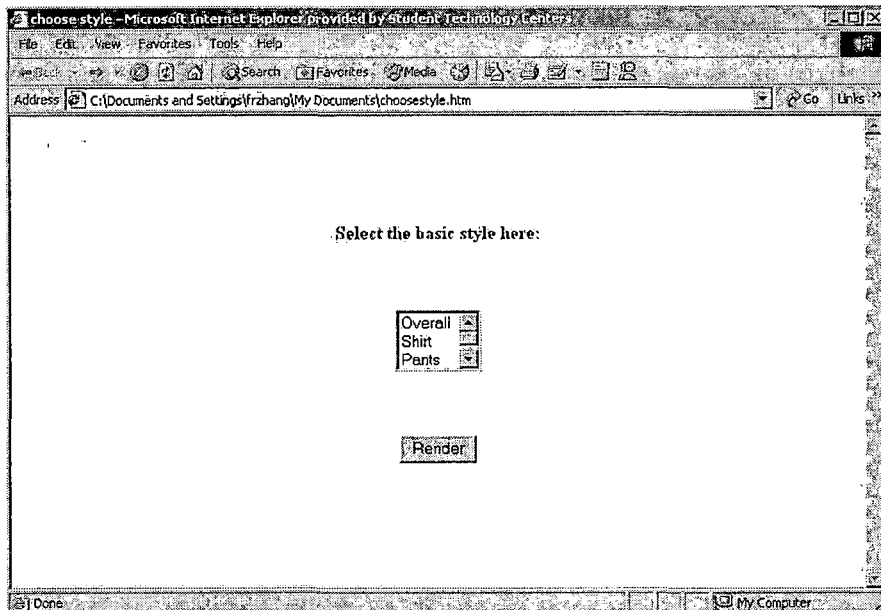 choose style - Microsoft Internet Explorer provided by Student Technology Centers
File Edit View Favorites Tools Help
Back Search Favorites Media
Address C:\Documents and Settings\frzhang\My Documents\choosestyle.htm Go Links »
Select the basic style here:
Overall
Shirt
Pants
Render
Done My Computer